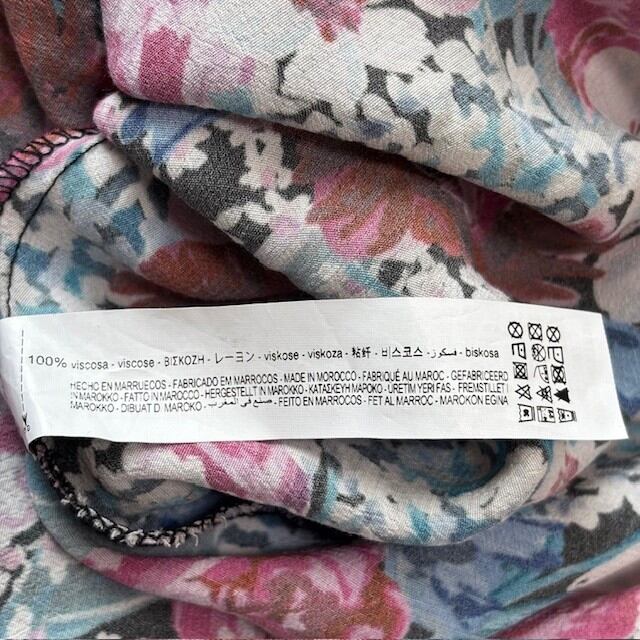 100% viscosa - viscose - ΒΙΣΚΟΖΗ - レーヨン - viskose - viskoza - 粘纤 - 비스코스 - فسكوز - biskosa
HECHO EN MARRUECOS - FABRICADO EM MARROCOS - MADE IN MOROCCO - FABRIQUÉ AU MAROC - GEFABRICEERD
IN MAROKKO - FATTO IN MAROCCO - HERGESTELLT IN MAROKKO - ΚΑΤΑΣΚΕΥΗ ΜΑΡΟΚΟ - URETIM YERI FAS - FREMSTILLET I
MAROKKO - DIBUAT DI MAROKO - صنع في المغرب - FEITO EN MARROCOS - FET AL MARROC - MAROKON EGINA